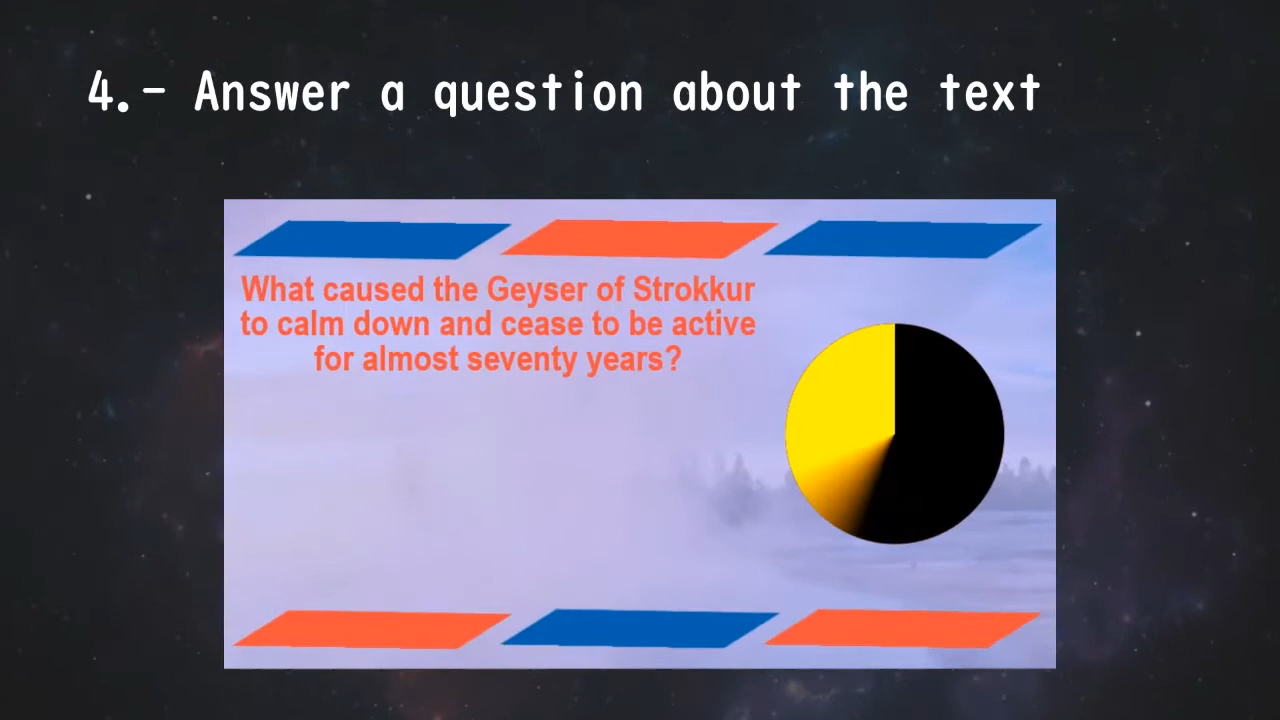 4.- Answer a question about the text
What caused the Geyser of Strokkur
to calm down and cease to be active
for almost seventy years?